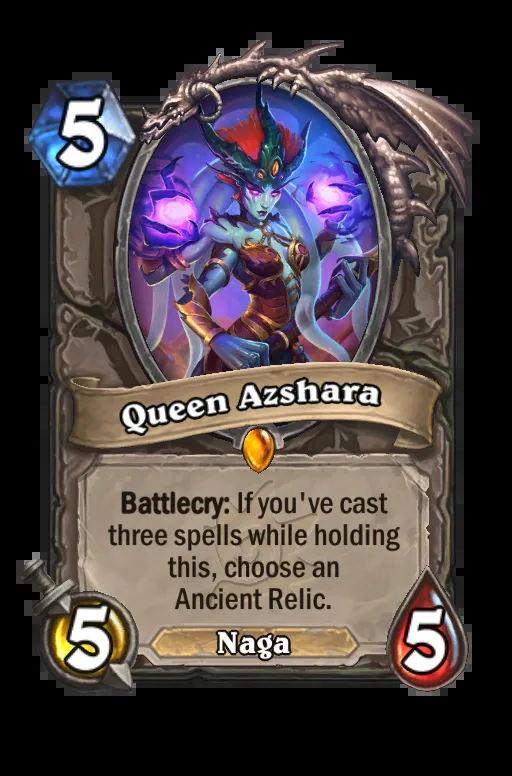 5
Queen Azshara
Battlecry: If you've cast
three spells while holding
this, choose an
Ancient Relic.
5
Naga
5